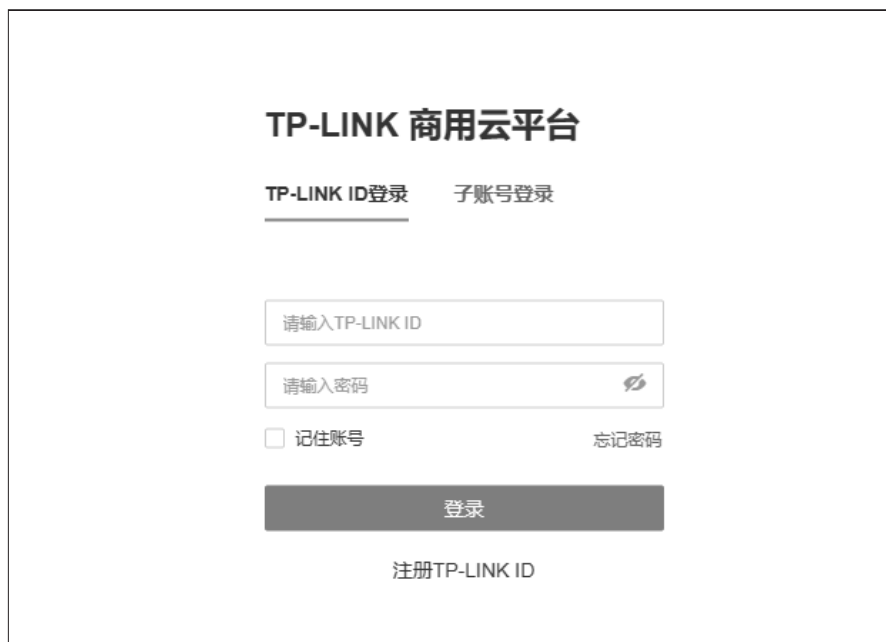 TP-LINK 商用云平台
TP-LINK ID登录 子账号登录
请输入TP-LINK ID
请输入密码
记住账号 忘记密码
登录
注册TP-LINK ID